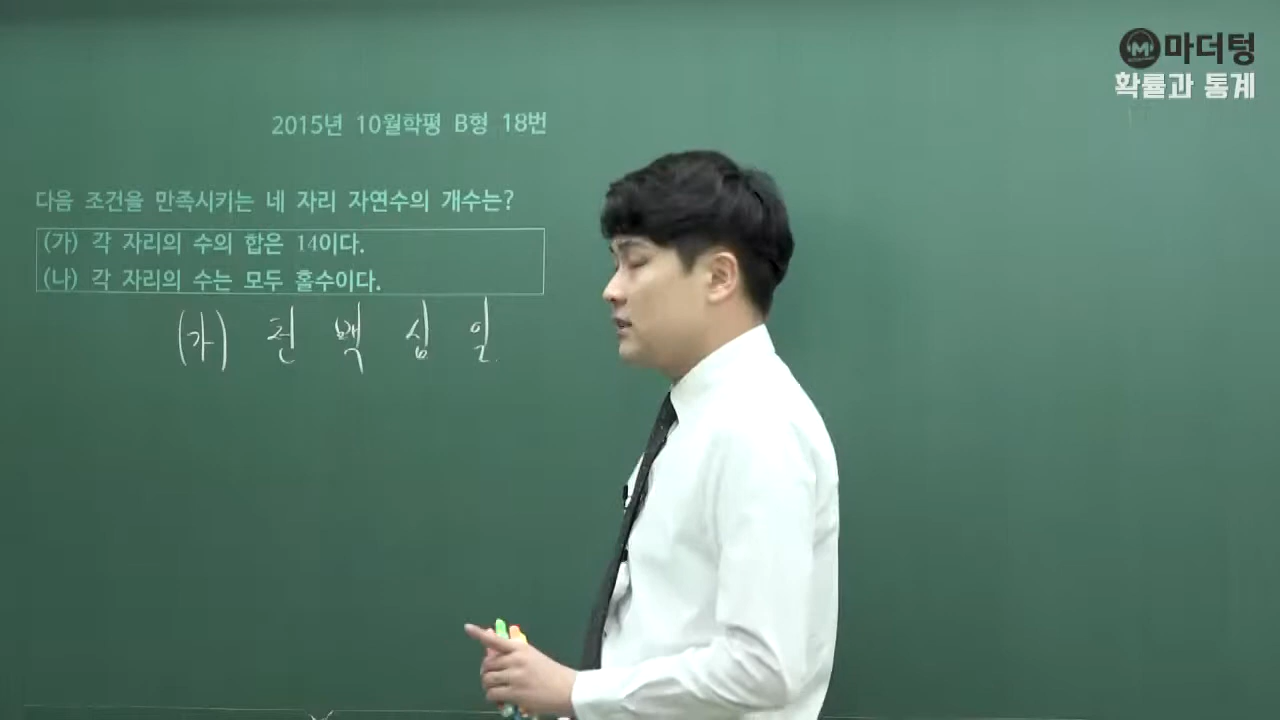 마더텅
확률과 통계
2015년 10월학평 B형 18번
다음 조건을 만족시키는 네 자리 자연수의 개수는?
(가) 각 자리의 수의 합은 14이다.
(나) 각 자리의 수는 모두 홀수이다.
(가) 천 백 십 일